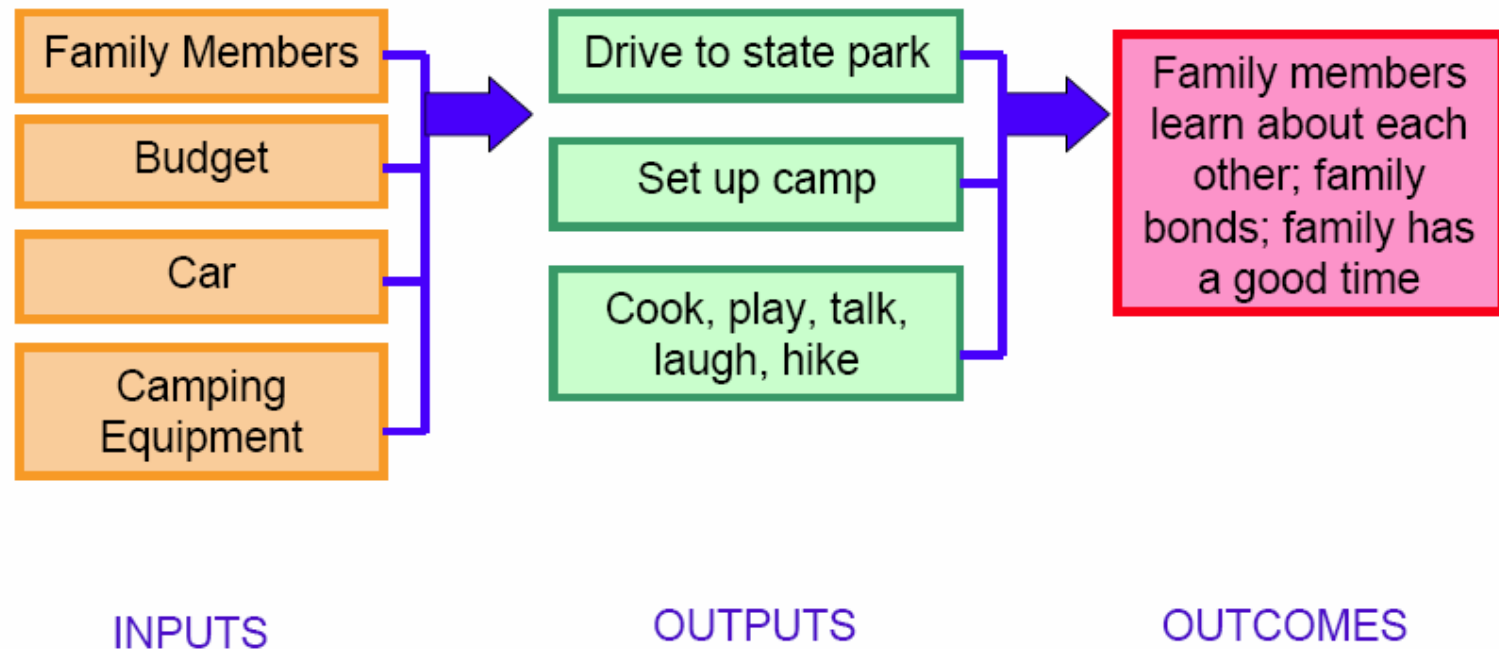 Family Members
Budget
Car
Camping
Equipment
Drive to state park
Set up camp
Cook, play, talk,
laugh, hike
Family members
learn about each
other; family
bonds; family has
a good time
INPUTS
OUTPUTS
OUTCOMES